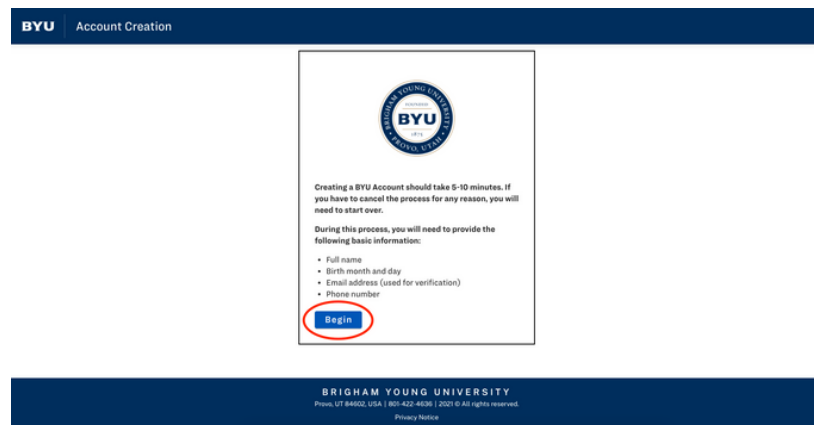 BYU Account Creation
BRIGHAM YOUNG UNIVERSITY
FOUNDED
BYU
1875
PROVO, UTAH
Creating a BYU Account should take 5-10 minutes. If
you have to cancel the process for any reason, you will
need to start over.
During this process, you will need to provide the
following basic information:
• Full name
• Birth month and day
• Email address (used for verification)
• Phone number
Begin
BRIGHAM YOUNG UNIVERSITY
Provo, UT 84602, USA | 801-422-4636 | 2021 © All rights reserved.
Privacy Notice